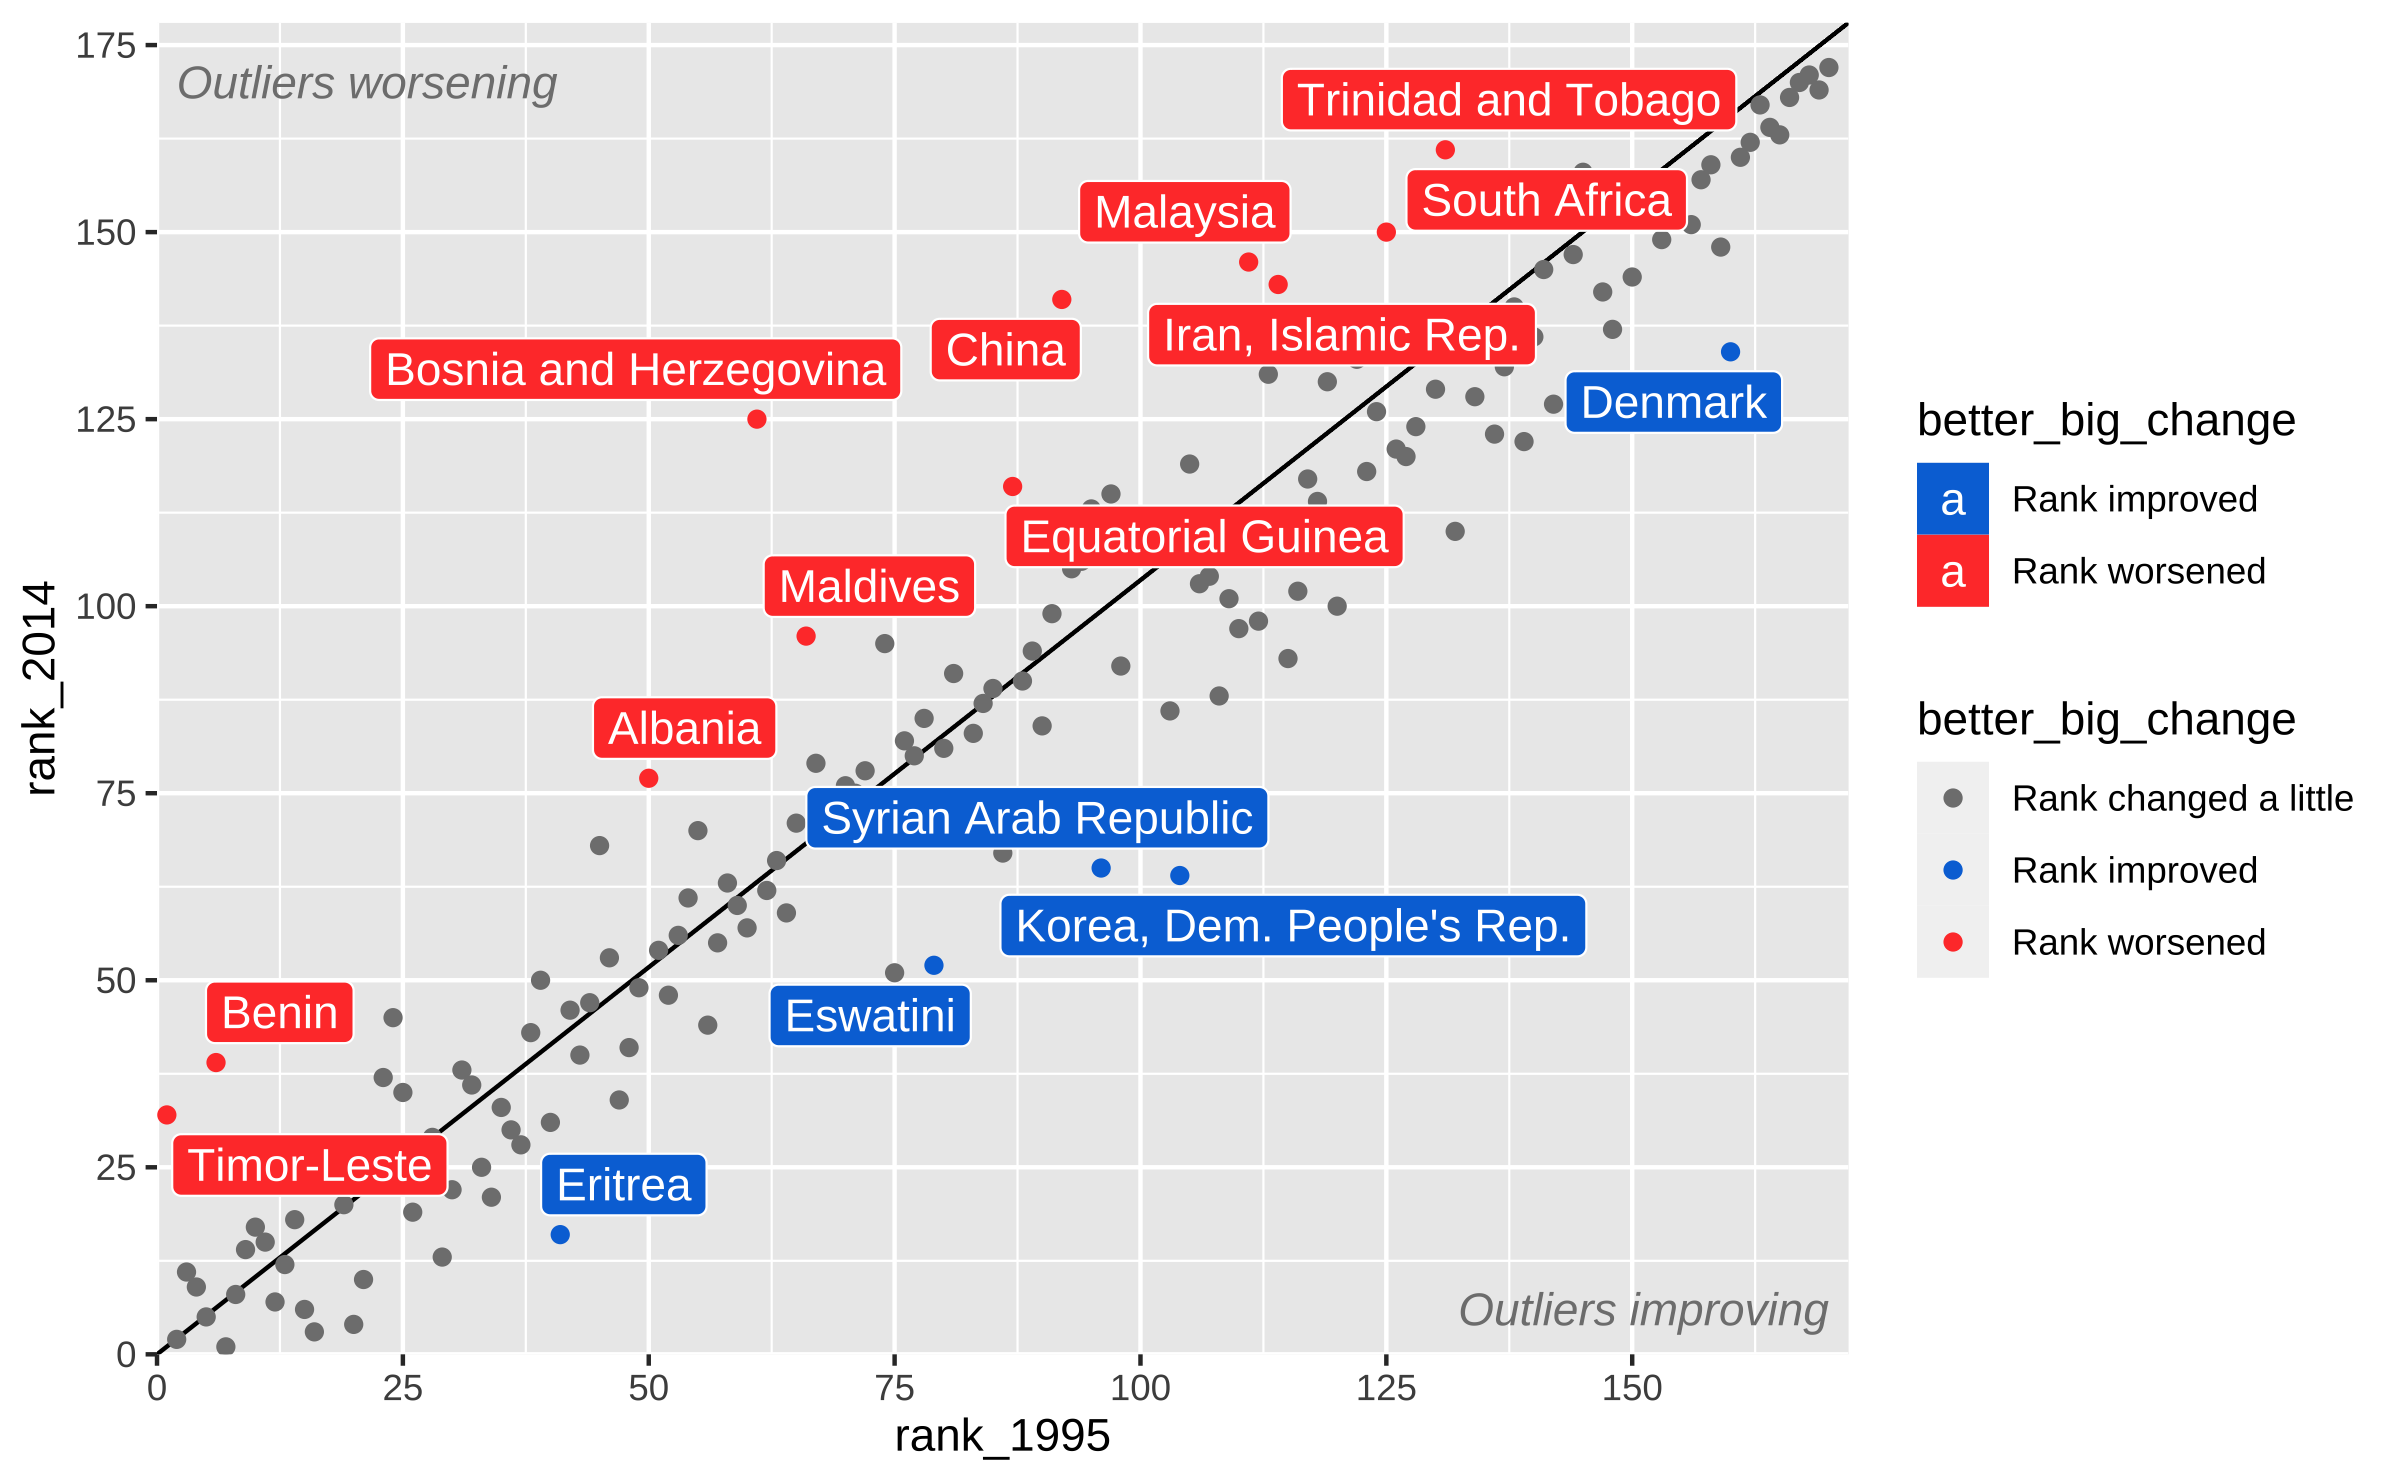 175
150
125
100
75
50
25
0
rank_2014
Outliers worsening
Trinidad and Tobago
South Africa
Malaysia
Iran, Islamic Rep.
China
Bosnia and Herzegovina
Denmark
Equatorial Guinea
Maldives
Albania
Syrian Arab Republic
Korea, Dem. People's Rep.
Eswatini
Benin
Timor-Leste
Eritrea
Outliers improving
0 25 50 75 100 125 150
rank_1995
better_big_change
a Rank improved
a Rank worsened
better_big_change
Rank changed a little
Rank improved
Rank worsened